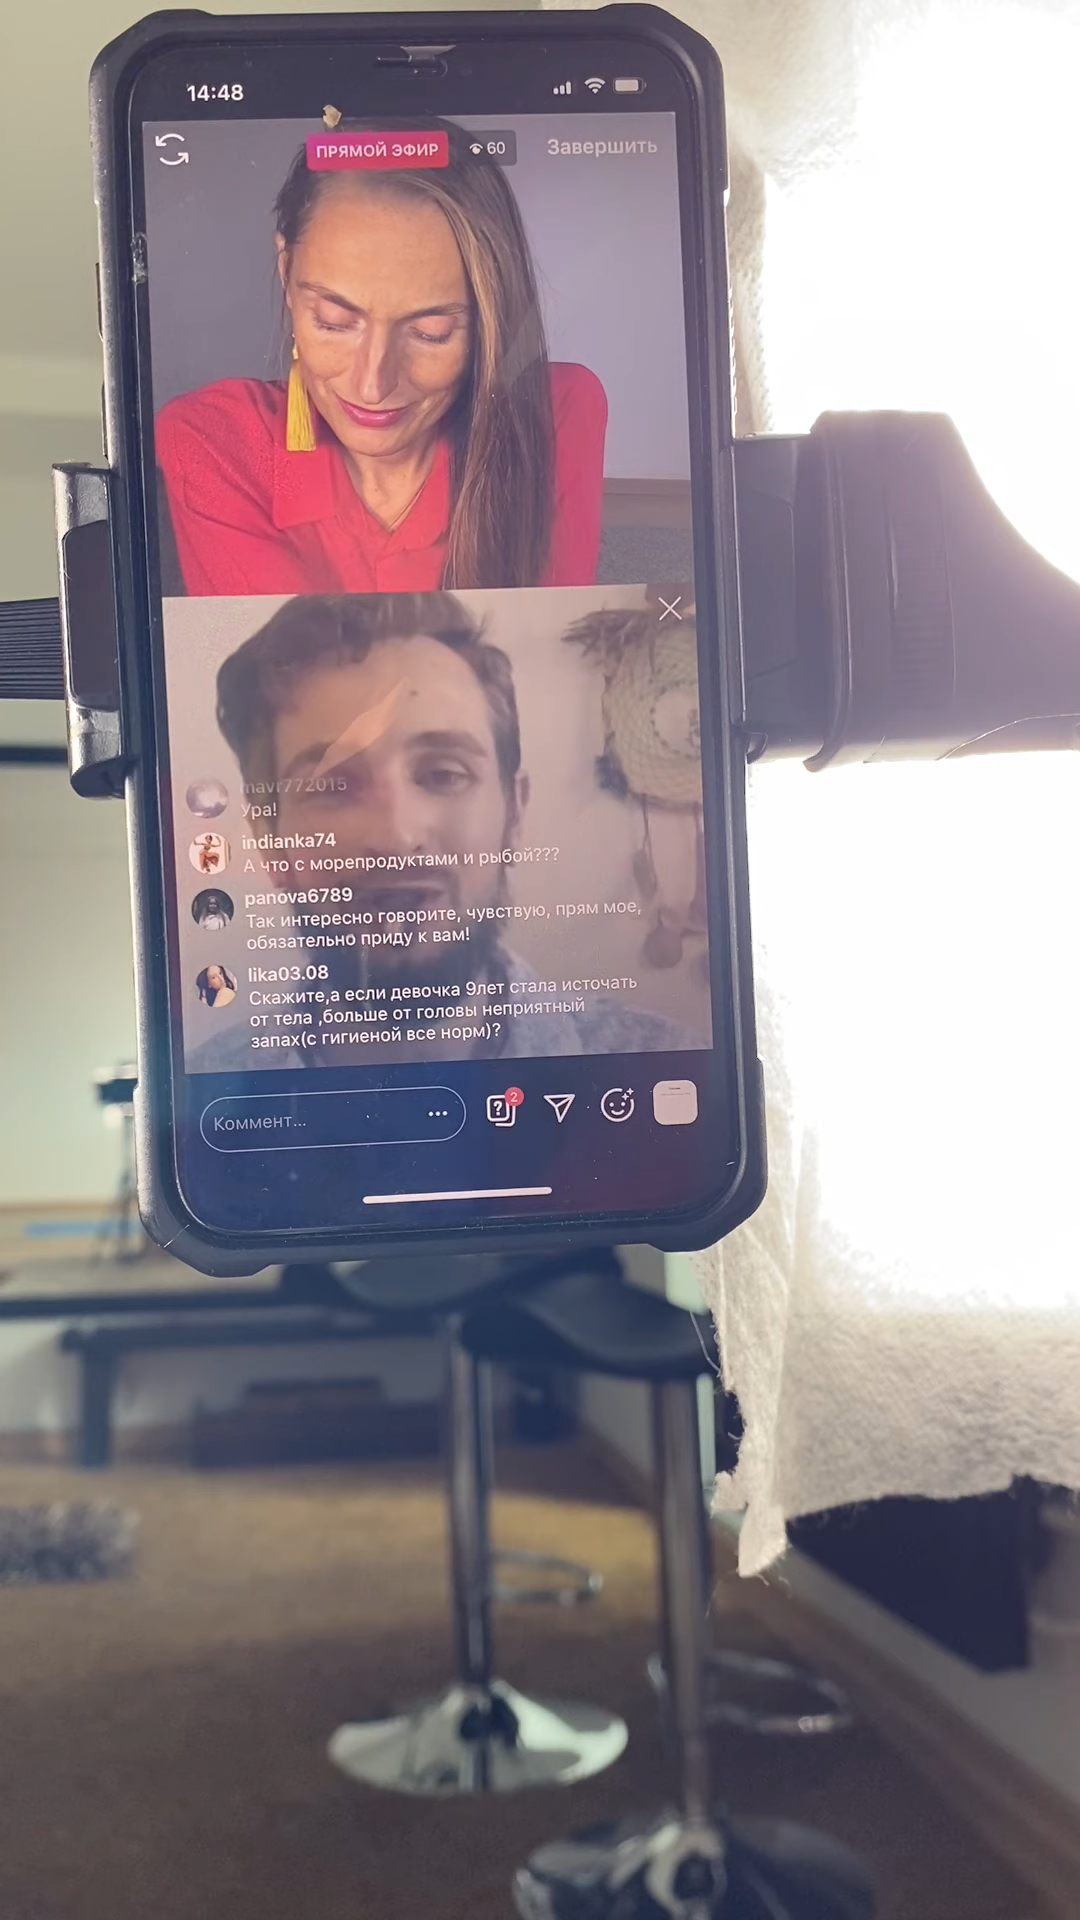 14:48
ПРЯМОЙ ЭФИР
60
Завершить
mavr772015
Ура!
indianka74
А что с морепродуктами и рыбой???
panova6789
Так интересно говорите, чувствую, прям мое,
обязательно приду к вам!
lika03.08
Скажите,а если девочка 9лет стала источать
от тела ,больше от головы неприятный
запах(с гигиеной все норм)?
Коммент...
2